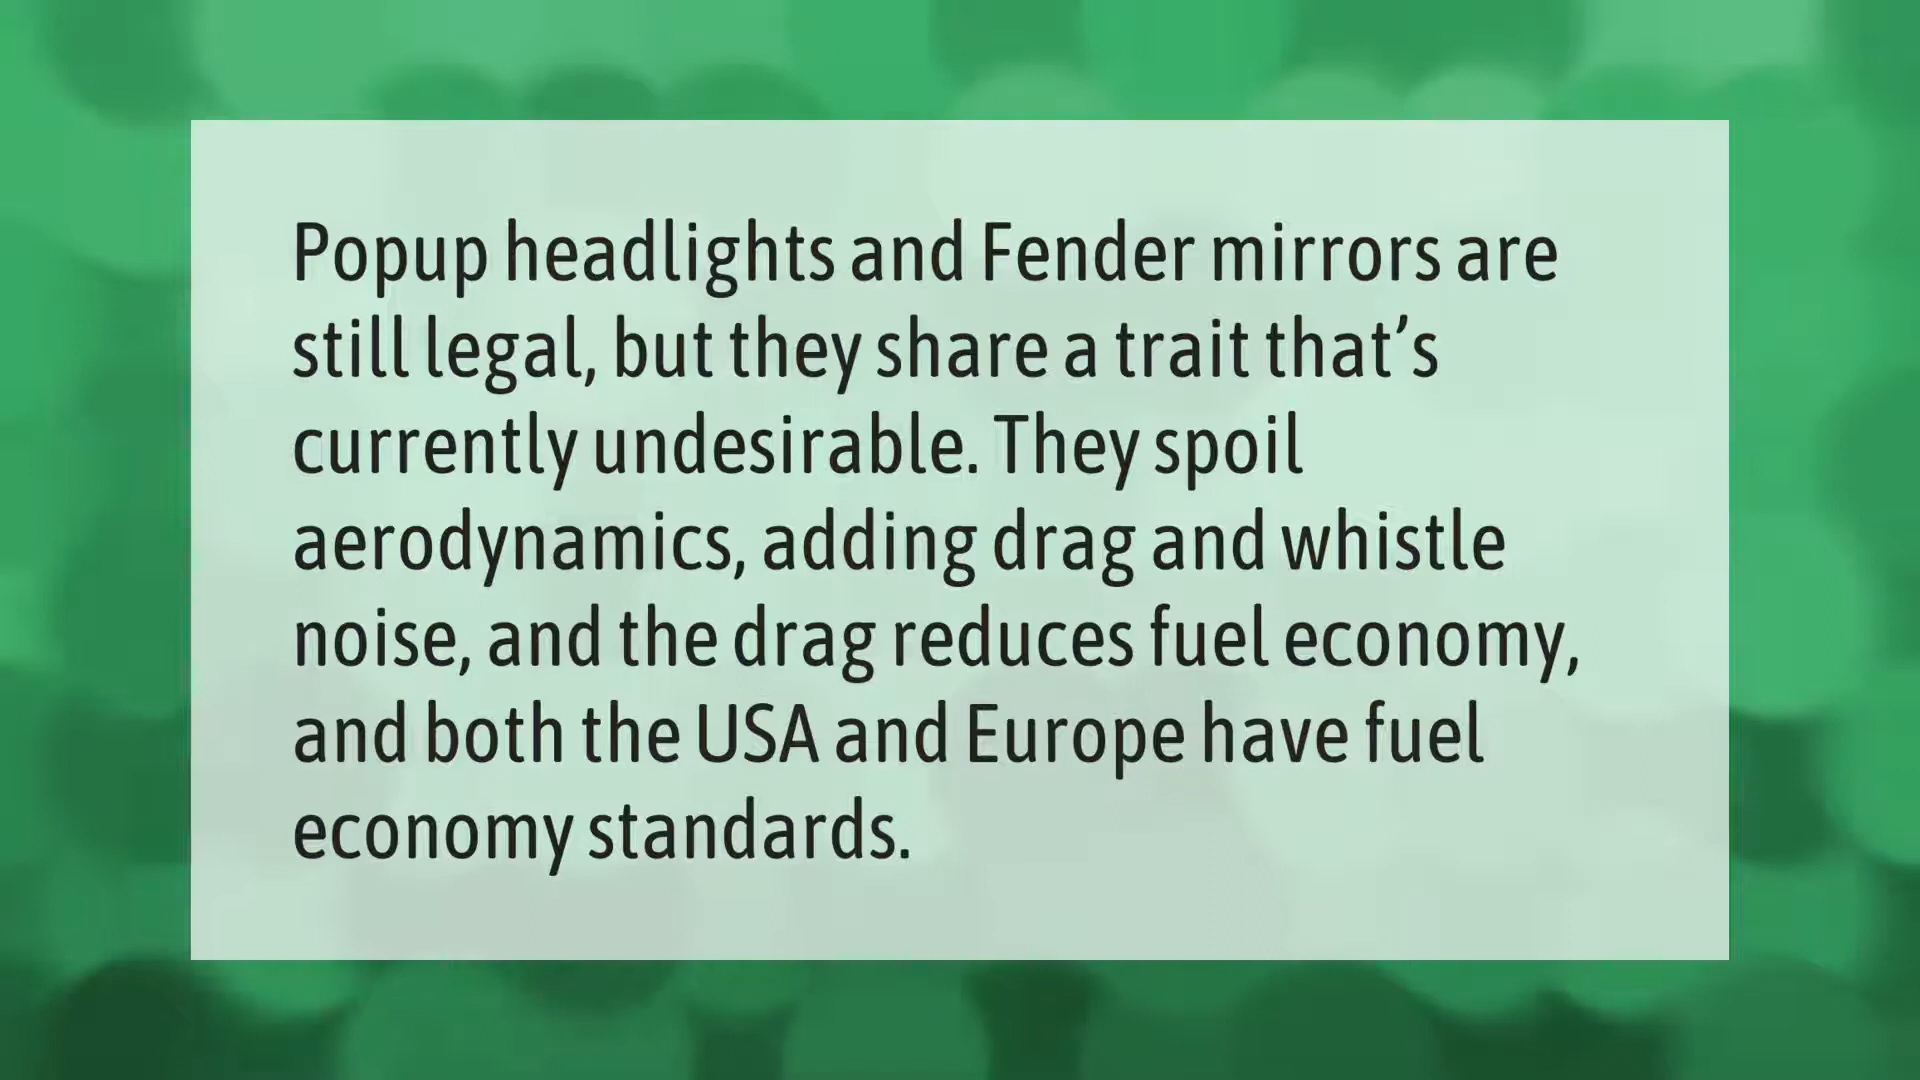 Popup headlights and Fender mirrors are
still legal, but they share a trait that’s
currently undesirable. They spoil
aerodynamics, adding drag and whistle
noise, and the drag reduces fuel economy,
and both the USA and Europe have fuel
economy standards.